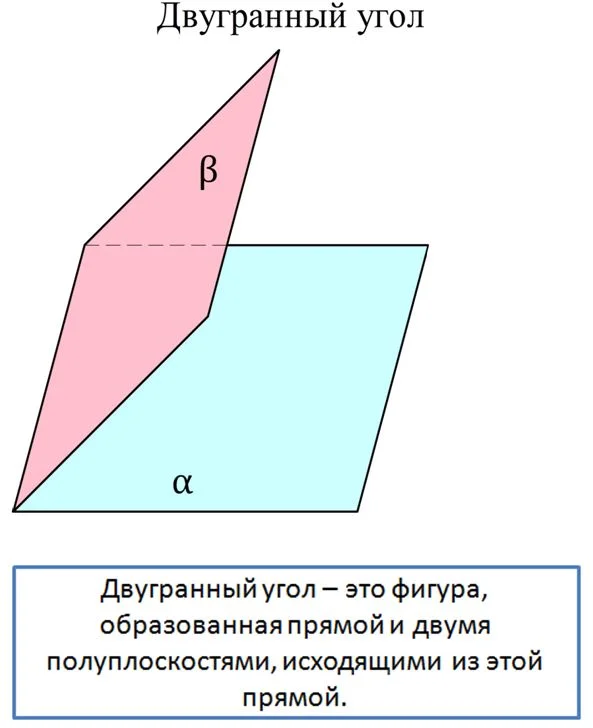 Двугранный угол
β
α
Двугранный угол – это фигура,
образованная прямой и двумя
полуплоскостями, исходящими из этой
прямой.